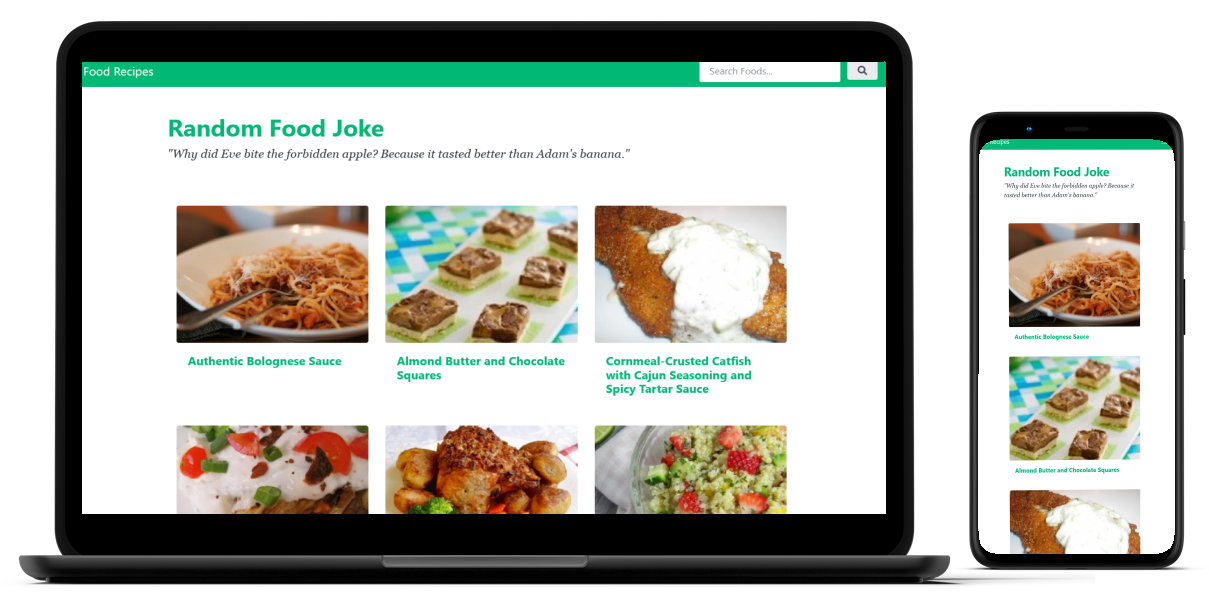 Food Recipes
Search Foods...
Random Food Joke
"Why did Eve bite the forbidden apple? Because it tasted better than Adam's banana."
Authentic Bolognese Sauce
Almond Butter and Chocolate
Squares
Cornmeal-Crusted Catfish
with Cajun Seasoning and
Spicy Tartar Sauce
Recipes
Random Food Joke
"Why did Eve bite the forbidden apple? Because it
tasted better than Adam's banana."
Authentic Bolognese Sauce
Almond Butter and Chocolate Squares